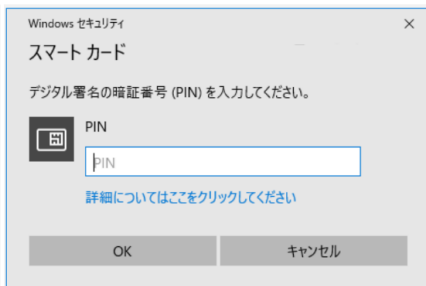 Windows セキュリティ
スマート カード
デジタル署名の暗証番号 (PIN) を入力してください。
PIN
PIN
詳細についてはここをクリックしてください
OK
キャンセル